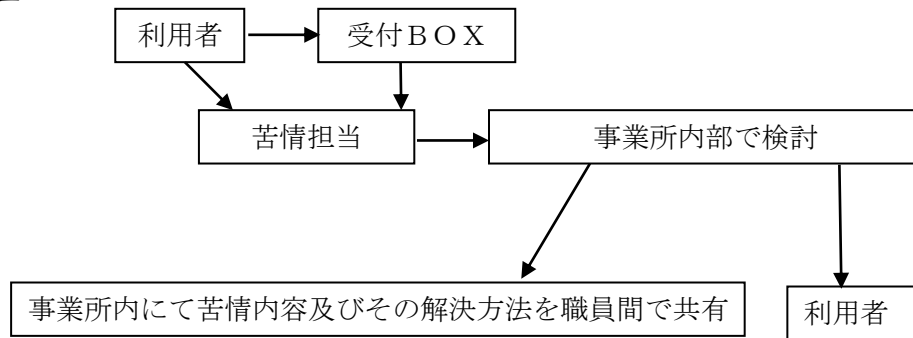 利用者
受付ＢＯＸ
苦情担当
事業所内部で検討
事業所内にて苦情内容及びその解決方法を職員間で共有
利用者